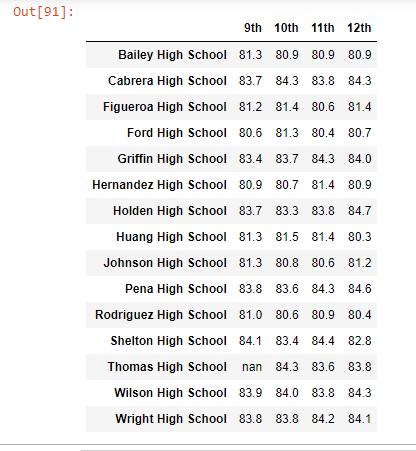 Out[91]:
9th 10th 11th 12th
Bailey High School 81.3 80.9 80.9 80.9
Cabrera High School 83.7 84.3 83.8 84.3
Figueroa High School 81.2 81.4 80.6 81.4
Ford High School 80.6 81.3 80.4 80.7
Griffin High School 83.4 83.7 84.3 84.0
Hernandez High School 80.9 80.7 81.4 80.9
Holden High School 83.7 83.3 83.8 84.7
Huang High School 81.3 81.5 81.4 80.3
Johnson High School 81.3 80.8 80.6 81.2
Pena High School 83.8 83.6 84.3 84.6
Rodriguez High School 81.0 80.6 80.9 80.4
Shelton High School 84.1 83.4 84.4 82.8
Thomas High School nan 84.3 83.6 83.8
Wilson High School 83.9 84.0 83.8 84.3
Wright High School 83.8 83.8 84.2 84.1